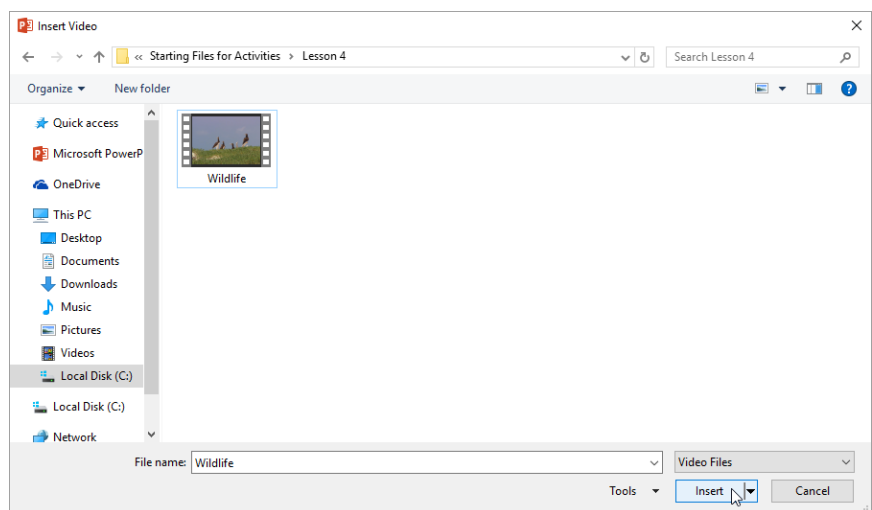 Insert Video
« Starting Files for Activities > Lesson 4
Search Lesson 4
Organize
New folder
Quick access
Microsoft PowerP
OneDrive
This PC
Desktop
Documents
Downloads
Music
Pictures
Videos
Local Disk (C:)
Local Disk (C:)
Network
Wildlife
File name: Wildlife
Video Files
Tools
Insert
Cancel